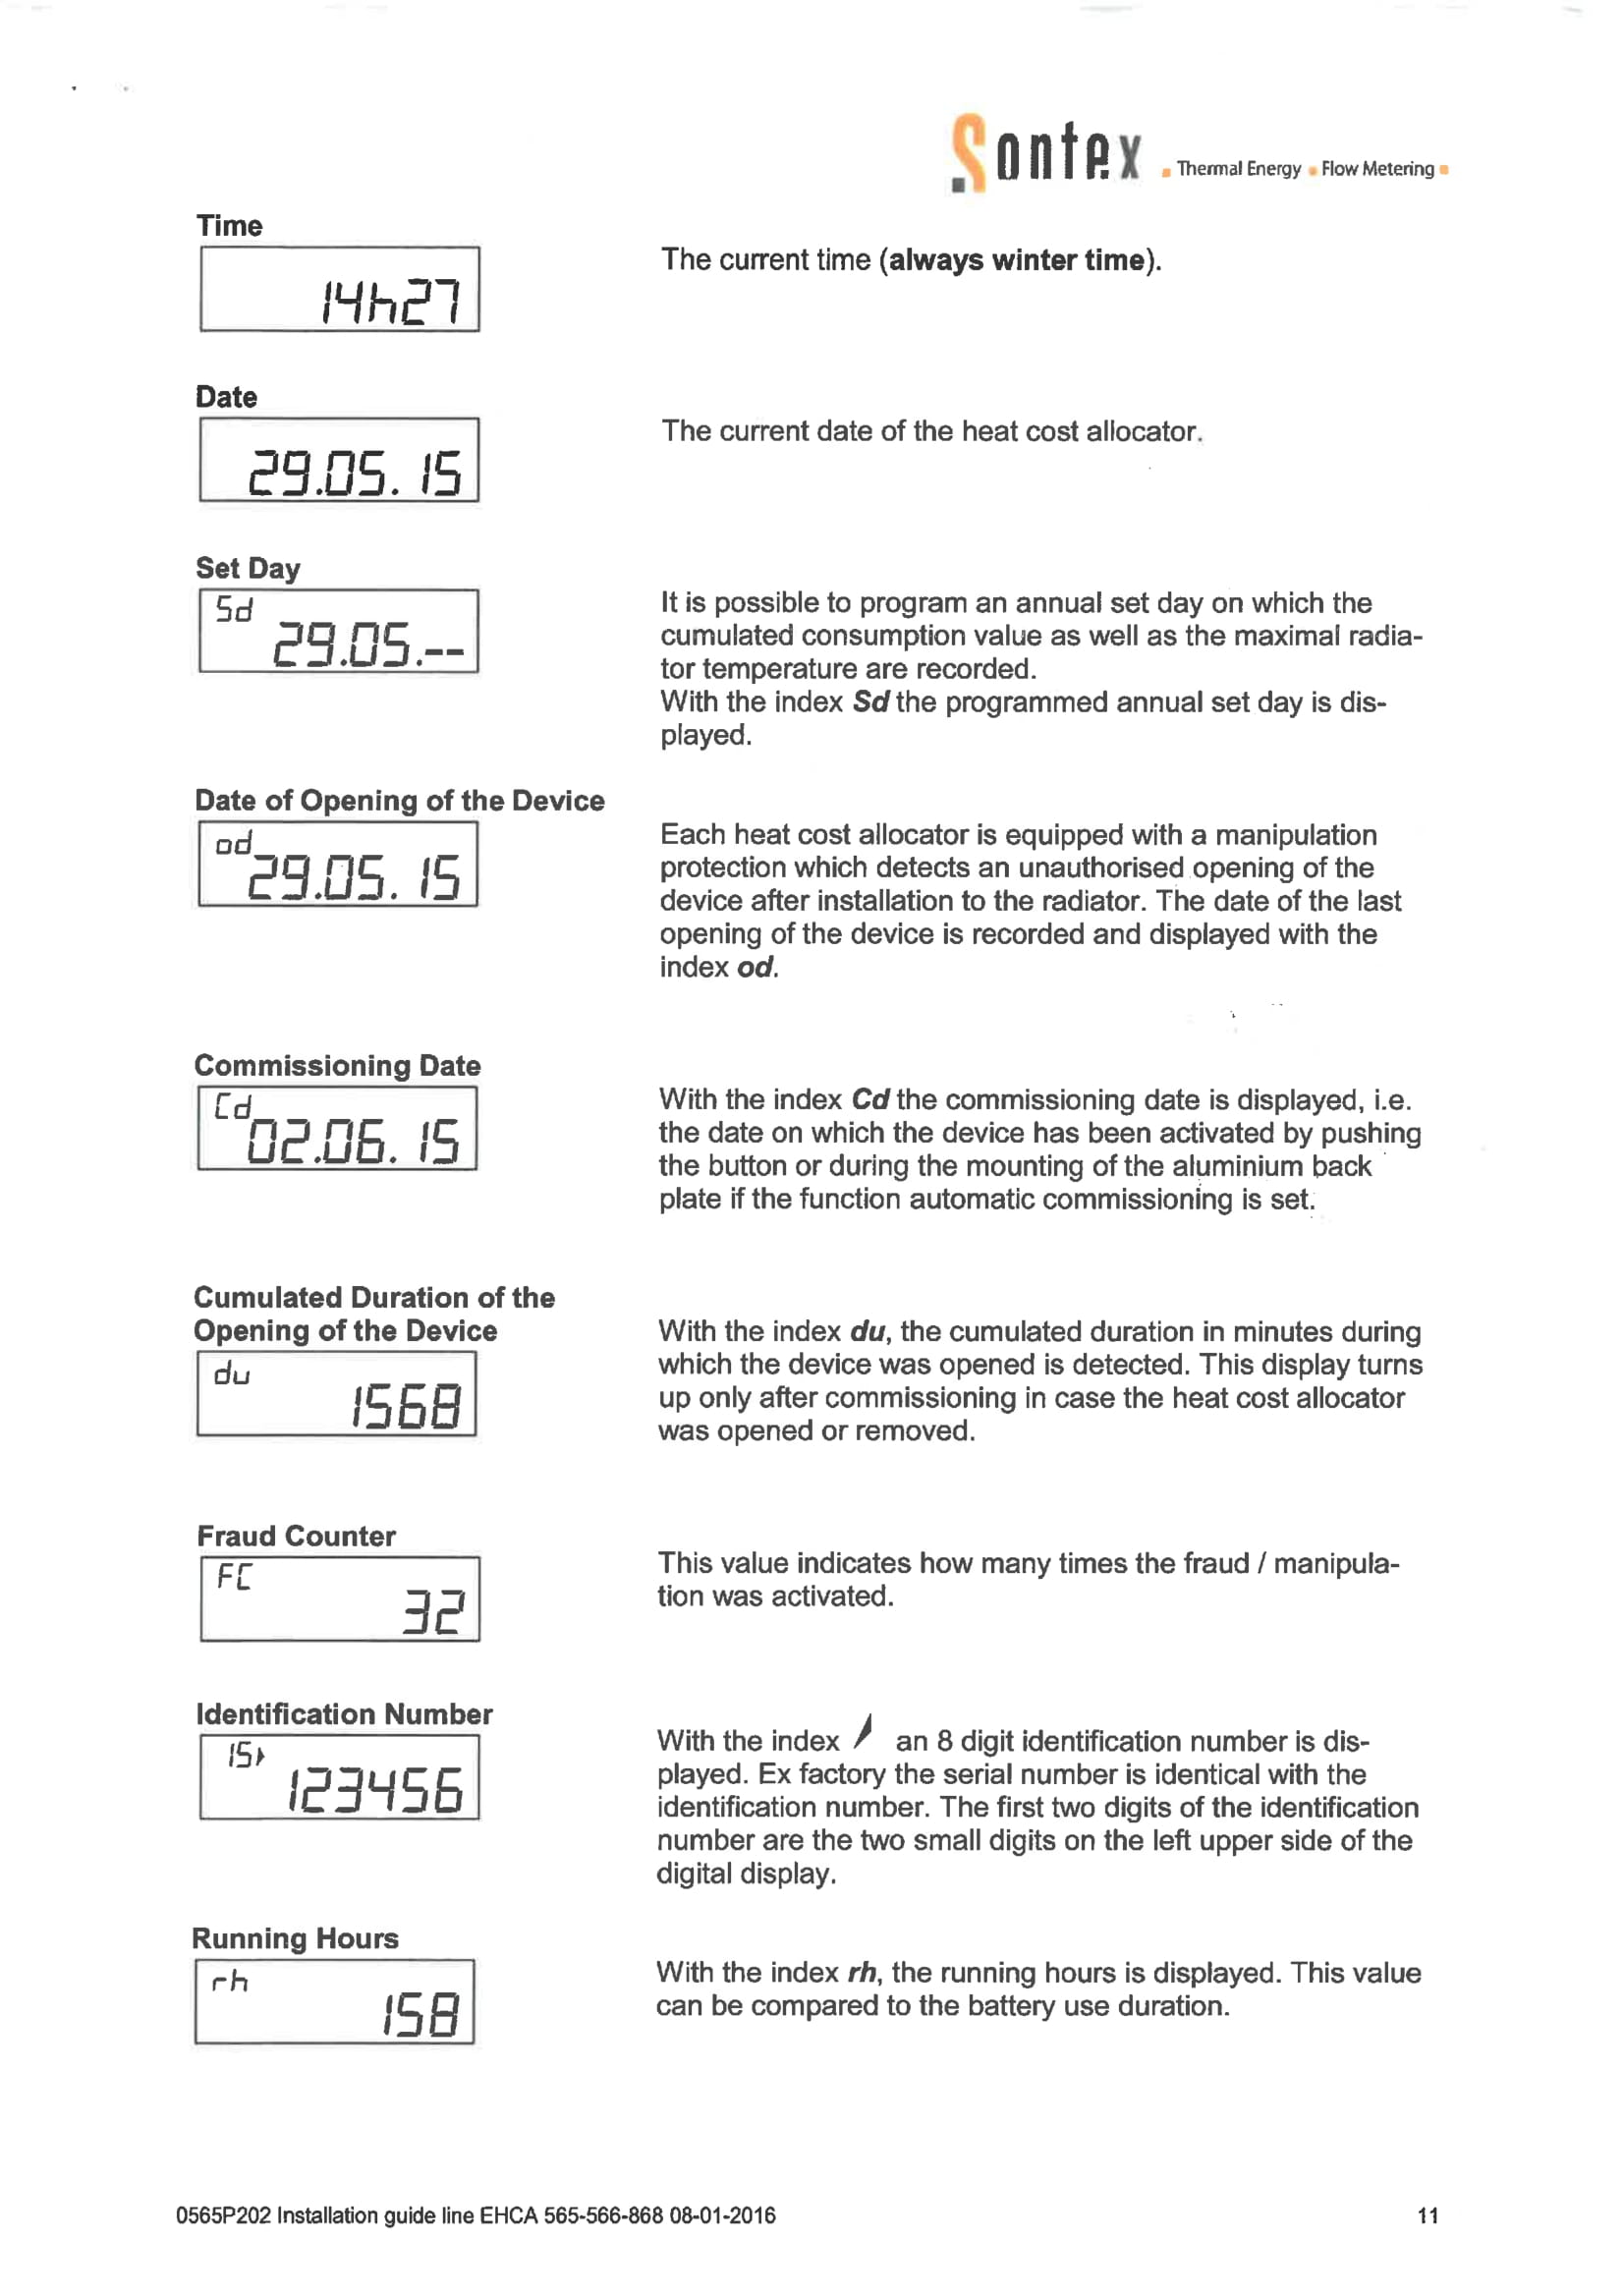 Sontex Thermal Energy Flow Metering
Time
14h27
The current time (always winter time).
Date
29.05.15
The current date of the heat cost allocator.
Set Day
Sd
29.05.--
It is possible to program an annual set day on which the
cumulated consumption value as well as the maximal radia-
tor temperature are recorded.
With the index Sd the programmed annual set day is dis-
played.
Date of Opening of the Device
od
29.05.15
Each heat cost allocator is equipped with a manipulation
protection which detects an unauthorised opening of the
device after installation to the radiator. The date of the last
opening of the device is recorded and displayed with the
index od.
Commissioning Date
Cd
02.06.15
With the index Cd the commissioning date is displayed, i.e.
the date on which the device has been activated by pushing
the button or during the mounting of the aluminium back
plate if the function automatic commissioning is set.
Cumulated Duration of the
Opening of the Device
du
1568
With the index du, the cumulated duration in minutes during
which the device was opened is detected. This display turns
up only after commissioning in case the heat cost allocator
was opened or removed.
Fraud Counter
FC
32
This value indicates how many times the fraud / manipula-
tion was activated.
Identification Number
15
123456
With the index an 8 digit identification number is dis-
played. Ex factory the serial number is identical with the
identification number. The first two digits of the identification
number are the two small digits on the left upper side of the
digital display.
Running Hours
rh
158
With the index rh, the running hours is displayed. This value
can be compared to the battery use duration.
0565P202 Installation guide line EHCA 565-566-868 08-01-2016
11